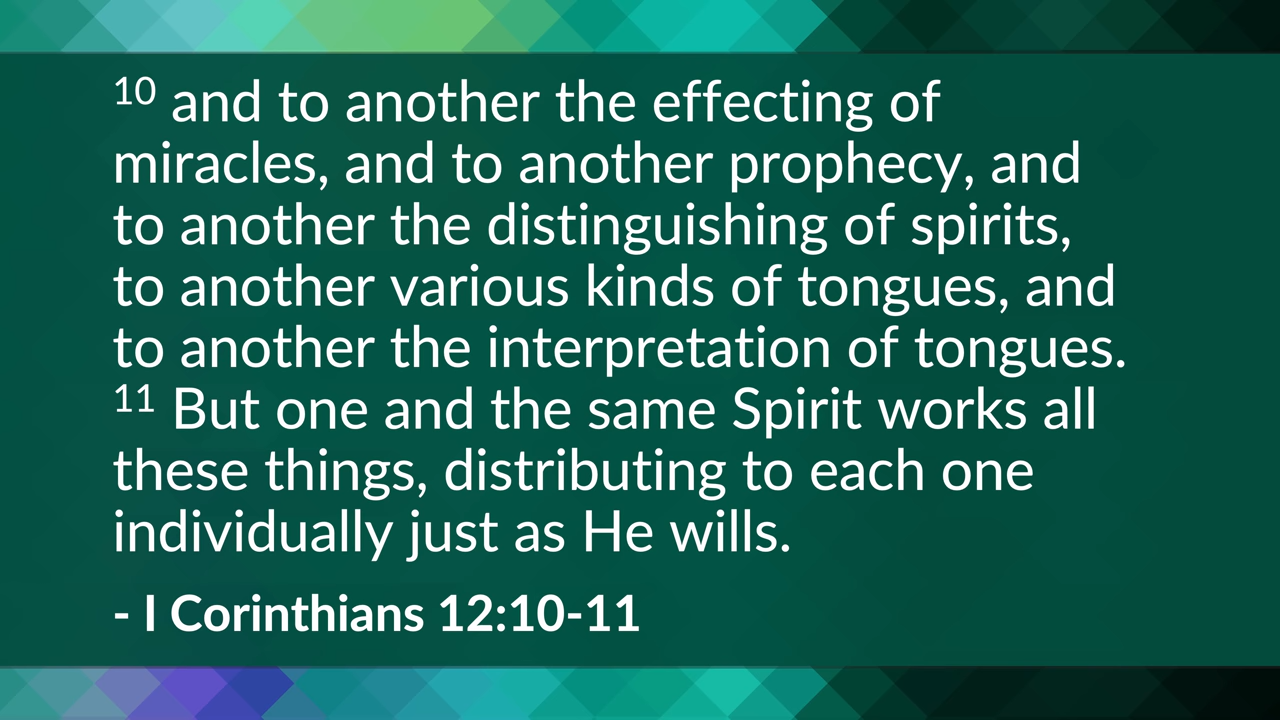 10 and to another the effecting of
miracles, and to another prophecy, and
to another the distinguishing of spirits,
to another various kinds of tongues, and
to another the interpretation of tongues.
11 But one and the same Spirit works all
these things, distributing to each one
individually just as He wills.
- I Corinthians 12:10-11